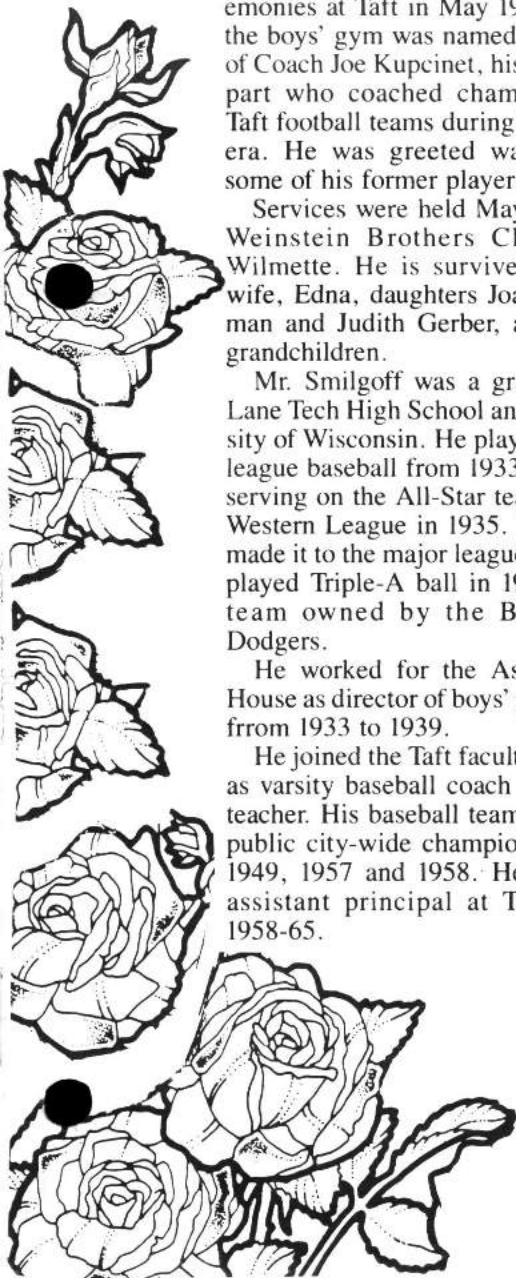 emonies at Taft in May 19
the boys' gym was named
of Coach Joe Kupcinet, his
part who coached cham
Taft football teams during
era. He was greeted wa
some of his former player
Services were held May
Weinstein Brothers Cl
Wilmette. He is survive
wife, Edna, daughters Joa
man and Judith Gerber, a
grandchildren.
Mr. Smilgoff was a gr
Lane Tech High School an
sity of Wisconsin. He play
league baseball from 1933
serving on the All-Star te
Western League in 1935.
made it to the major league
played Triple-A ball in 19
team owned by the B
Dodgers.
He worked for the As
House as director of boys'
frrom 1933 to 1939.
He joined the Taft facult
as varsity baseball coach
teacher. His baseball team
public city-wide champio
1949, 1957 and 1958. He
assistant principal at T
1958-65.